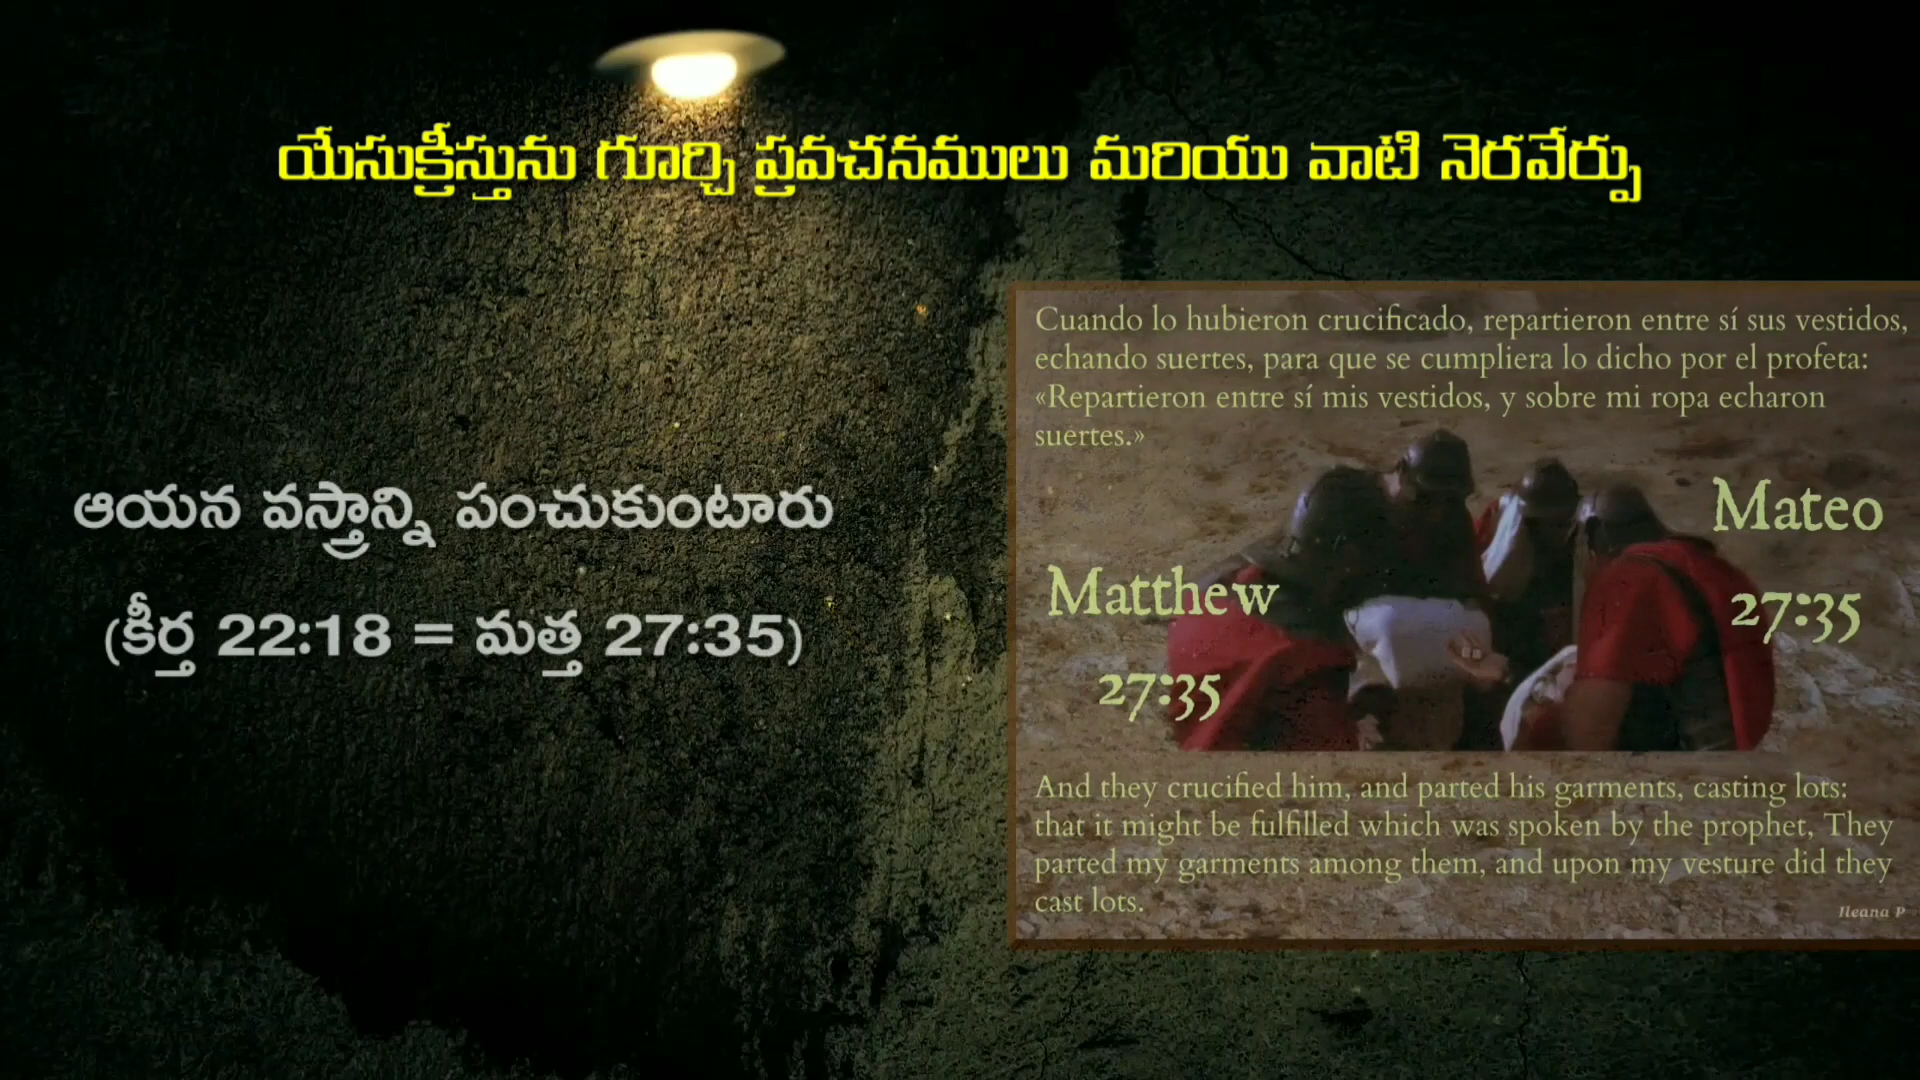 యేసుక్రీస్తును గూర్చి ప్రవచనములు మరియు వాటి నెరవేర్పు
ఆయన వస్త్రాన్ని పంచుకుంటారు
(కీర్త 22:18 = మత్త 27:35)
Cuando lo hubieron crucificado, repartieron entre sí sus vestidos,
echando suertes, para que se cumpliera lo dicho por el profeta:
«Repartieron entre sí mis vestidos, y sobre mi ropa echaron
suertes.»
Mateo
27:35
Matthew
27:35
And they crucified him, and parted his garments, casting lots:
that it might be fulfilled which was spoken by the prophet, They
parted my garments among them, and upon my vesture did they
cast lots.
Ileana P